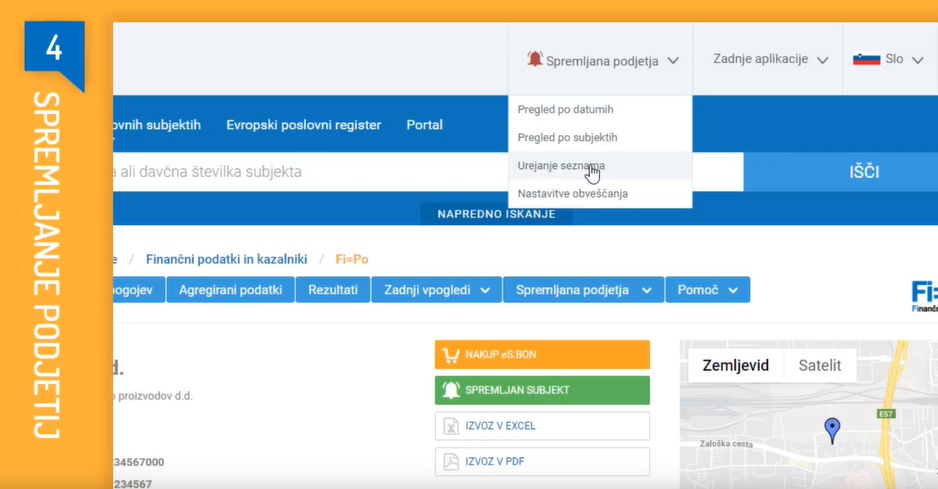 4
SPREMLJANJE PODJETIJ
Spremljana podjetja
Zadnje aplikacije
Slo
Pregled po datumih
Pregled po subjektih
Urejanje seznama
Nastavitve obveščanja
ovnih subjektih
Evropski poslovni register
Portal
a ali davčna številka subjekta
IŠČI
NAPREDNO ISKANJE
e / Finančni podatki in kazalniki / Fi=Po
pogojev
Agregirani podatki
Rezultati
Zadnji vpogledi
Spremljana podjetja
Pomoč
Fi=
Finančn
d.
o proizvodov d.d.
34567000
234567
NAKUP eS.BON
SPREMLJAN SUBJEKT
IZVOZ V EXCEL
IZVOZ V PDF
Zemljevid
Satelit
E57
Zaloška cesta